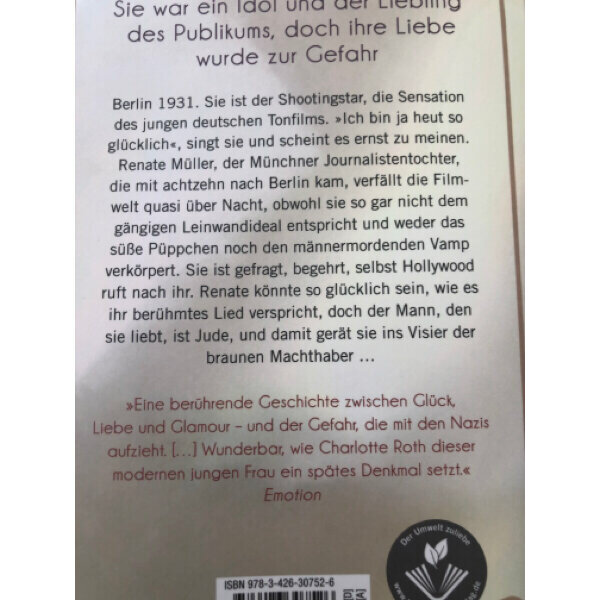 Sie war ein Idol und der Liebling
des Publikums, doch ihre Liebe
wurde zur Gefahr
Berlin 1931. Sie ist der Shootingstar, die Sensation
des jungen deutschen Tonfilms. »Ich bin ja heut so
glücklich«, singt sie und scheint es ernst zu meinen.
Renate Müller, der Münchner Journalistentochter,
die mit achtzehn nach Berlin kam, verfällt die Film-
welt quasi über Nacht, obwohl sie so gar nicht dem
gängigen Leinwandideal entspricht und weder das
süße Püppchen noch den männermordenden Vamp
verkörpert. Sie ist gefragt, begehrt, selbst Hollywood
ruft nach ihr. Renate könnte so glücklich sein, wie es
ihr berühmtes Lied verspricht, doch der Mann, den
sie liebt, ist Jude, und damit gerät sie ins Visier der
braunen Machthaber ...
»Eine berührende Geschichte zwischen Glück,
Liebe und Glamour – und der Gefahr, die mit den Nazis
aufzieht. [...] Wunderbar, wie Charlotte Roth dieser
modernen jungen Frau ein spätes Denkmal setzt.«
Emotion
Der Umwelt zuliebe
ISBN 978-3-426-30752-6
[D]
[A]